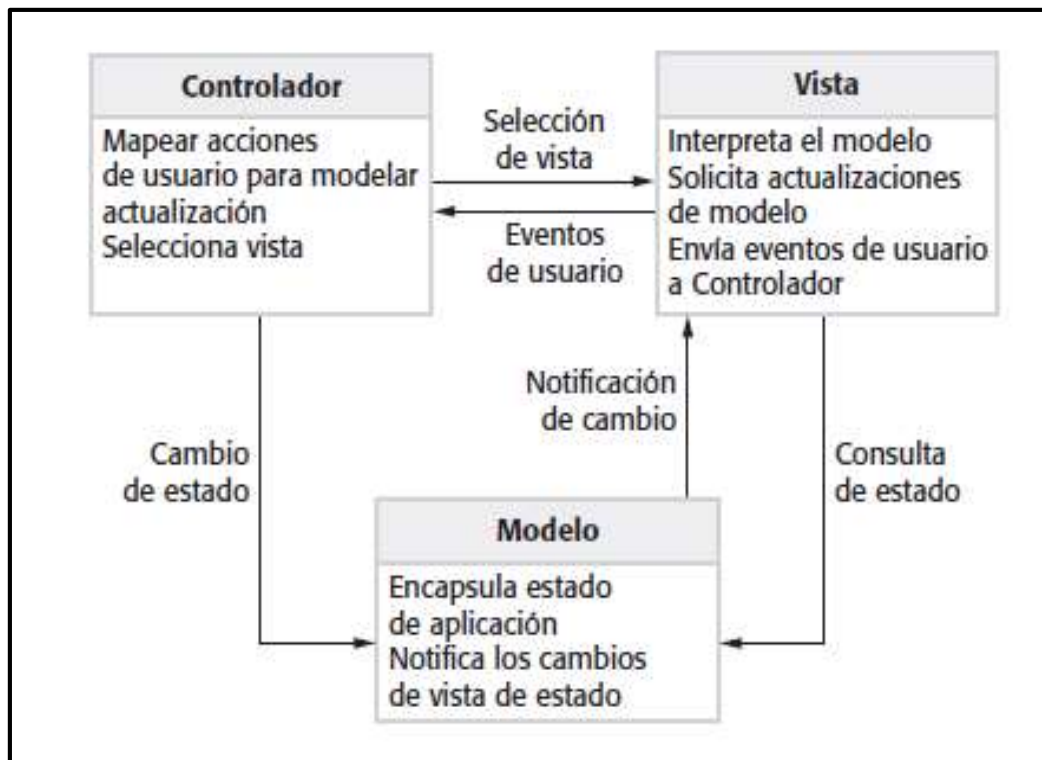 Controlador
Mapear acciones
de usuario para modelar
actualización
Selecciona vista
Selección
de vista
Eventos
de usuario
Vista
Interpreta el modelo
Solicita actualizaciones
de modelo
Envía eventos de usuario
a Controlador
Cambio
de estado
Notificación
de cambio
Consulta
de estado
Modelo
Encapsula estado
de aplicación
Notifica los cambios
de vista de estado